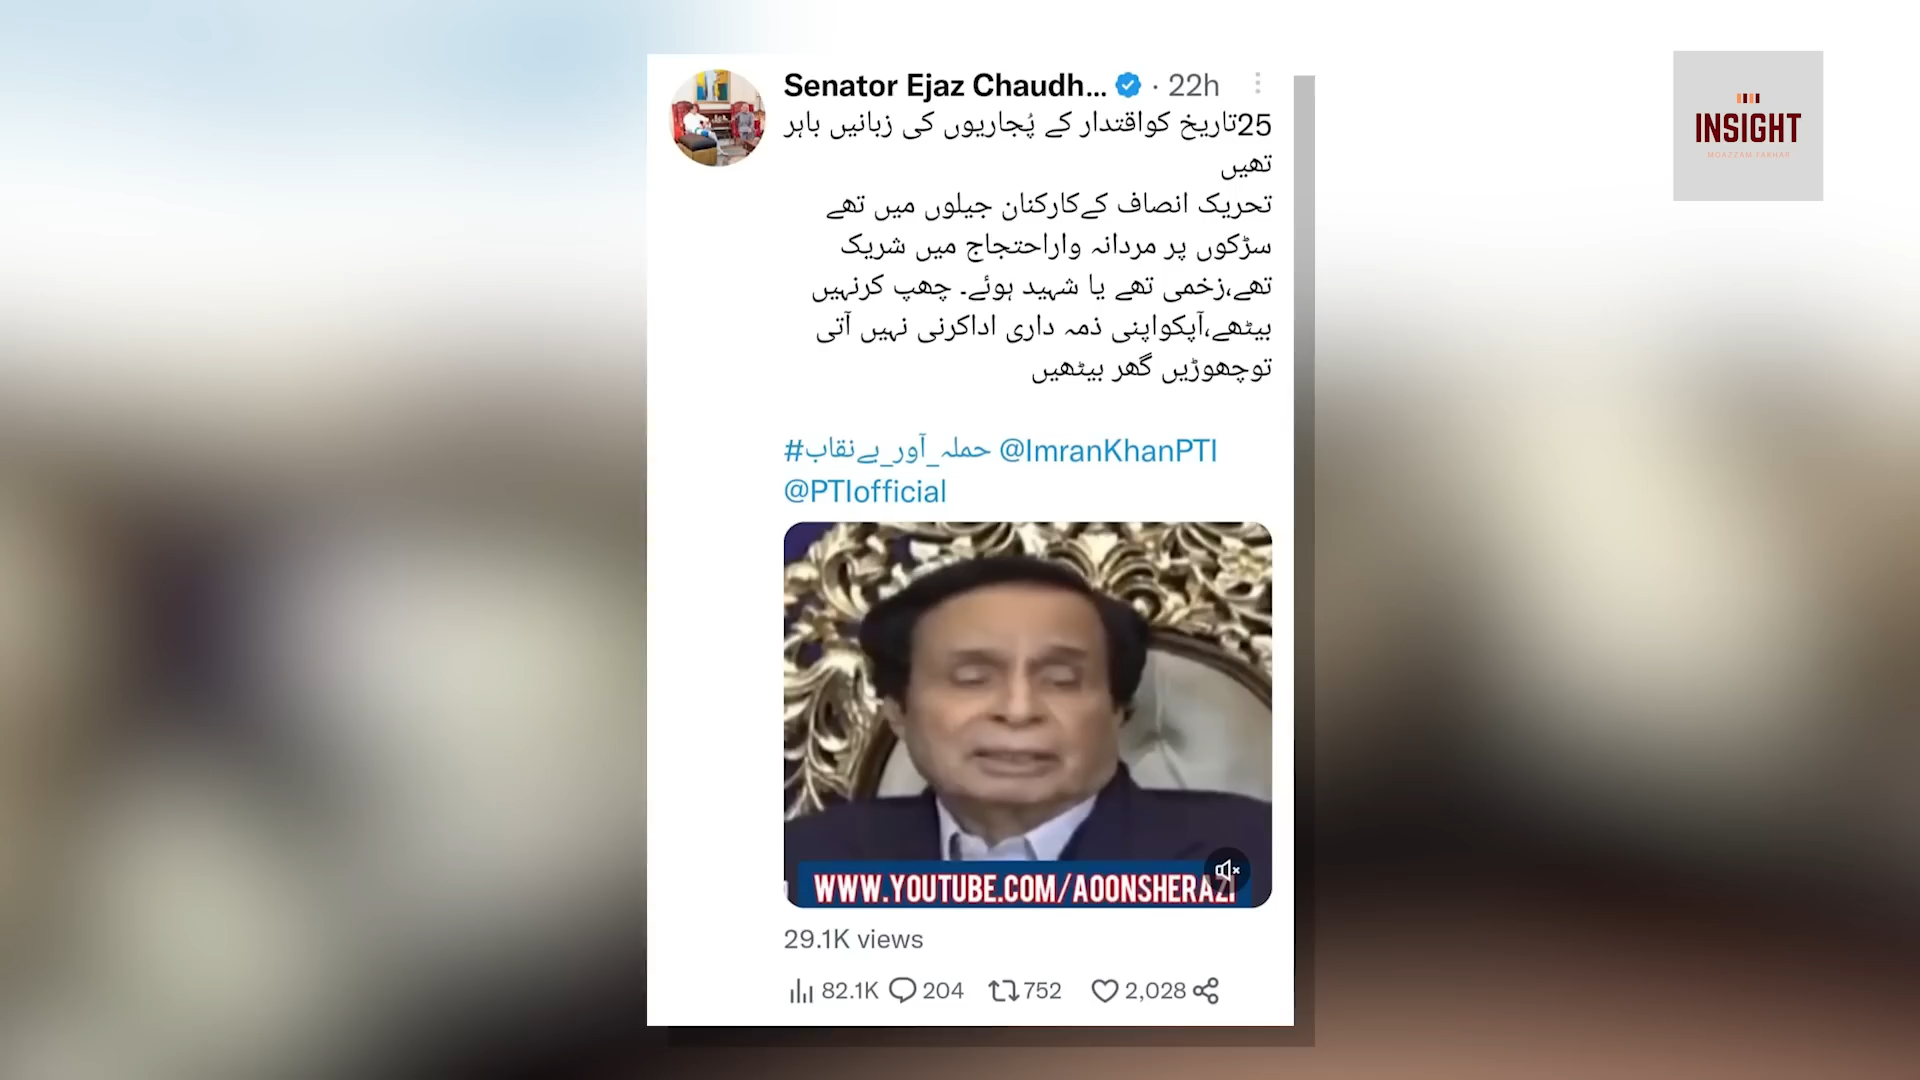 Senator Ejaz Chaudh... · 22h
25تاریخ کواقتدار کے پُجاریوں کی زبانیں باہر
تھیں
تحریک انصاف کےکارکنان جیلوں میں تھے
سڑکوں پر مردانہ واراحتجاج میں شریک
تھے،زخمی تھے یا شہید ہوئے۔ چھپ کرنہیں
بیٹھے،آپکواپنی ذمہ داری اداکرنی نہیں آتی
توچھوڑیں گھر بیٹھیں
#حملہ_آور_بےنقاب @ImranKhanPTI
@PTIofficial
WWW.YOUTUBE.COM/AOONSHERAZI
29.1K views
82.1K 204 752 2,028
INSIGHT
MOAZZAM FAKHAR